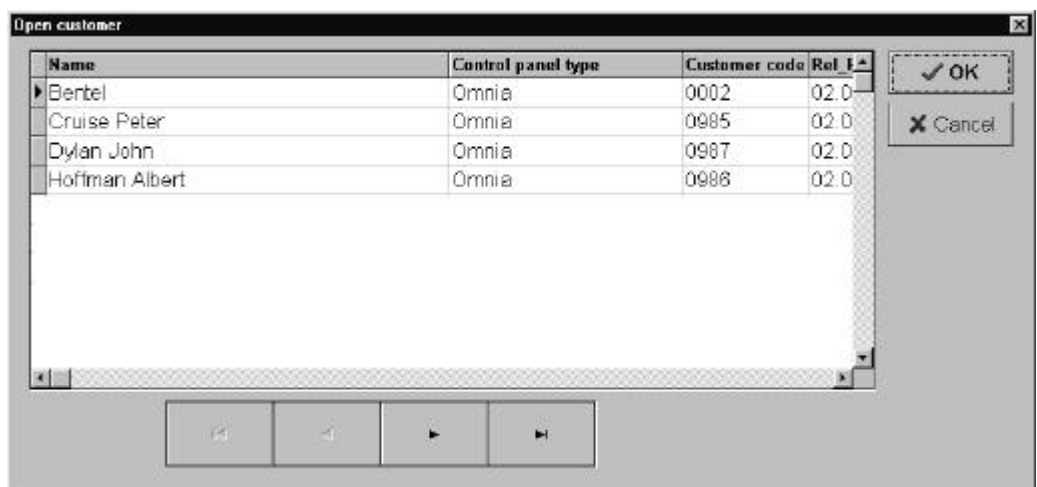 Open customer
Name Control panel type Customer code Rel_
Bentel Omnia 0002 02.0
Cruise Peter Omnia 0985 02.0
Dylan John Omnia 0987 02.0
Hoffman Albert Omnia 0986 02.0
OK
Cancel